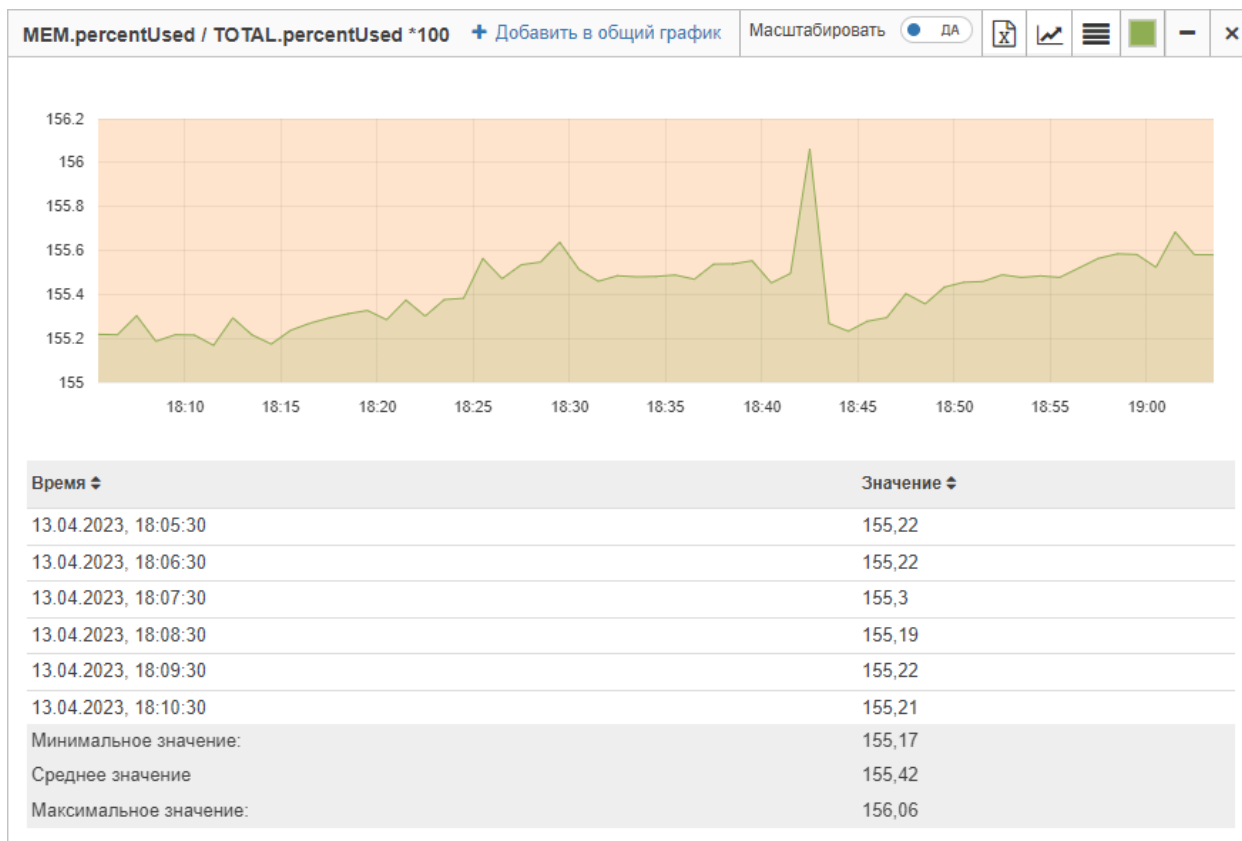 MEM.percentUsed / TOTAL.percentUsed *100 + Добавить в общий график Масштабировать ДА
156.2
156
155.8
155.6
155.4
155.2
155
18:10 18:15 18:20 18:25 18:30 18:35 18:40 18:45 18:50 18:55 19:00
Время Значение
13.04.2023, 18:05:30 155,22
13.04.2023, 18:06:30 155,22
13.04.2023, 18:07:30 155,3
13.04.2023, 18:08:30 155,19
13.04.2023, 18:09:30 155,22
13.04.2023, 18:10:30 155,21
Минимальное значение: 155,17
Среднее значение 155,42
Максимальное значение: 156,06